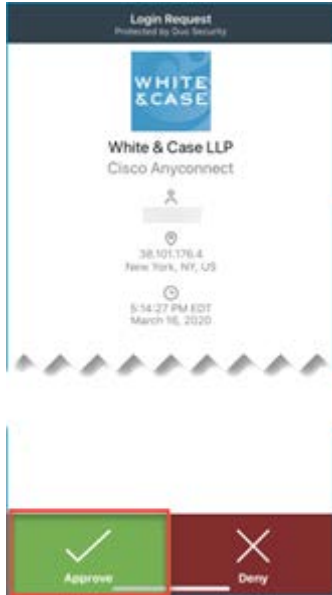 Login Request
Protected by Duo Security
WHITE
&CASE
White & Case LLP
Cisco Anyconnect
38.101.176.4
New York, NY, US
5:14:27 PM EDT
March 16, 2020
Approve
Deny